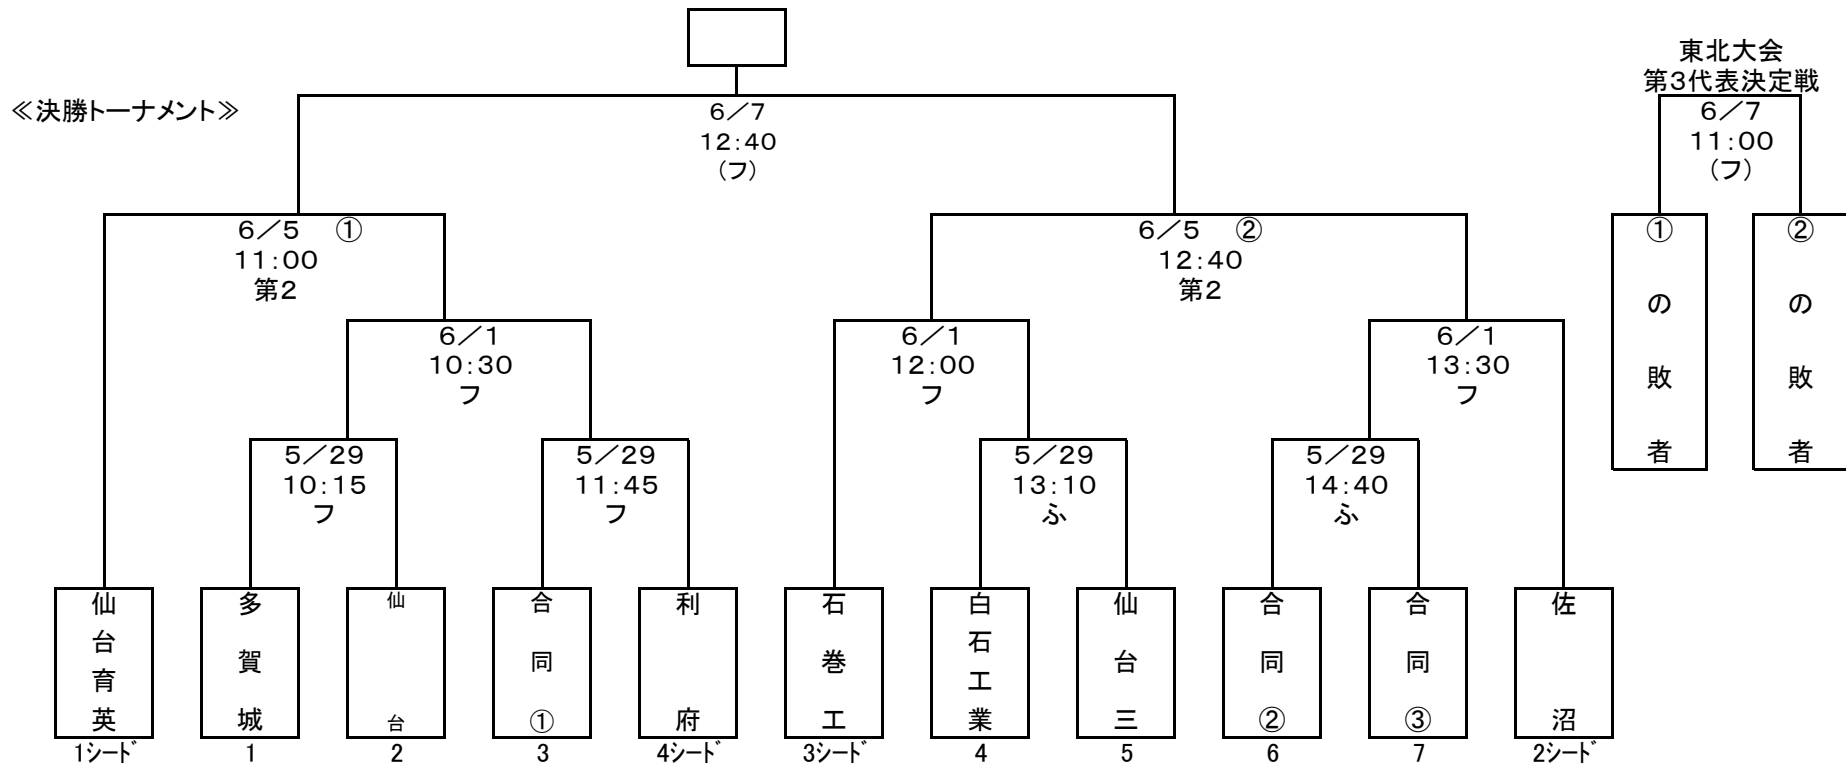 ≪決勝トーナメント≫
6／7
12：40
（フ）
東北大会
第3代表決定戦
6／7
11：00
（フ）
①の敗者
②の敗者
6／5 ①
11：00
第2
6／5 ②
12：40
第2
6／1
10：30
フ
6／1
12：00
フ
6／1
13：30
フ
5／29
10：15
フ
5／29
11：45
フ
5／29
13：10
ふ
5／29
14：40
ふ
仙台育英
多賀城
仙台
合同①
利府
石巻工
白石工業
仙台三
合同②
合同③
佐沼
1シード
1
2
3
4シード
3シード
4
5
6
7
2シード